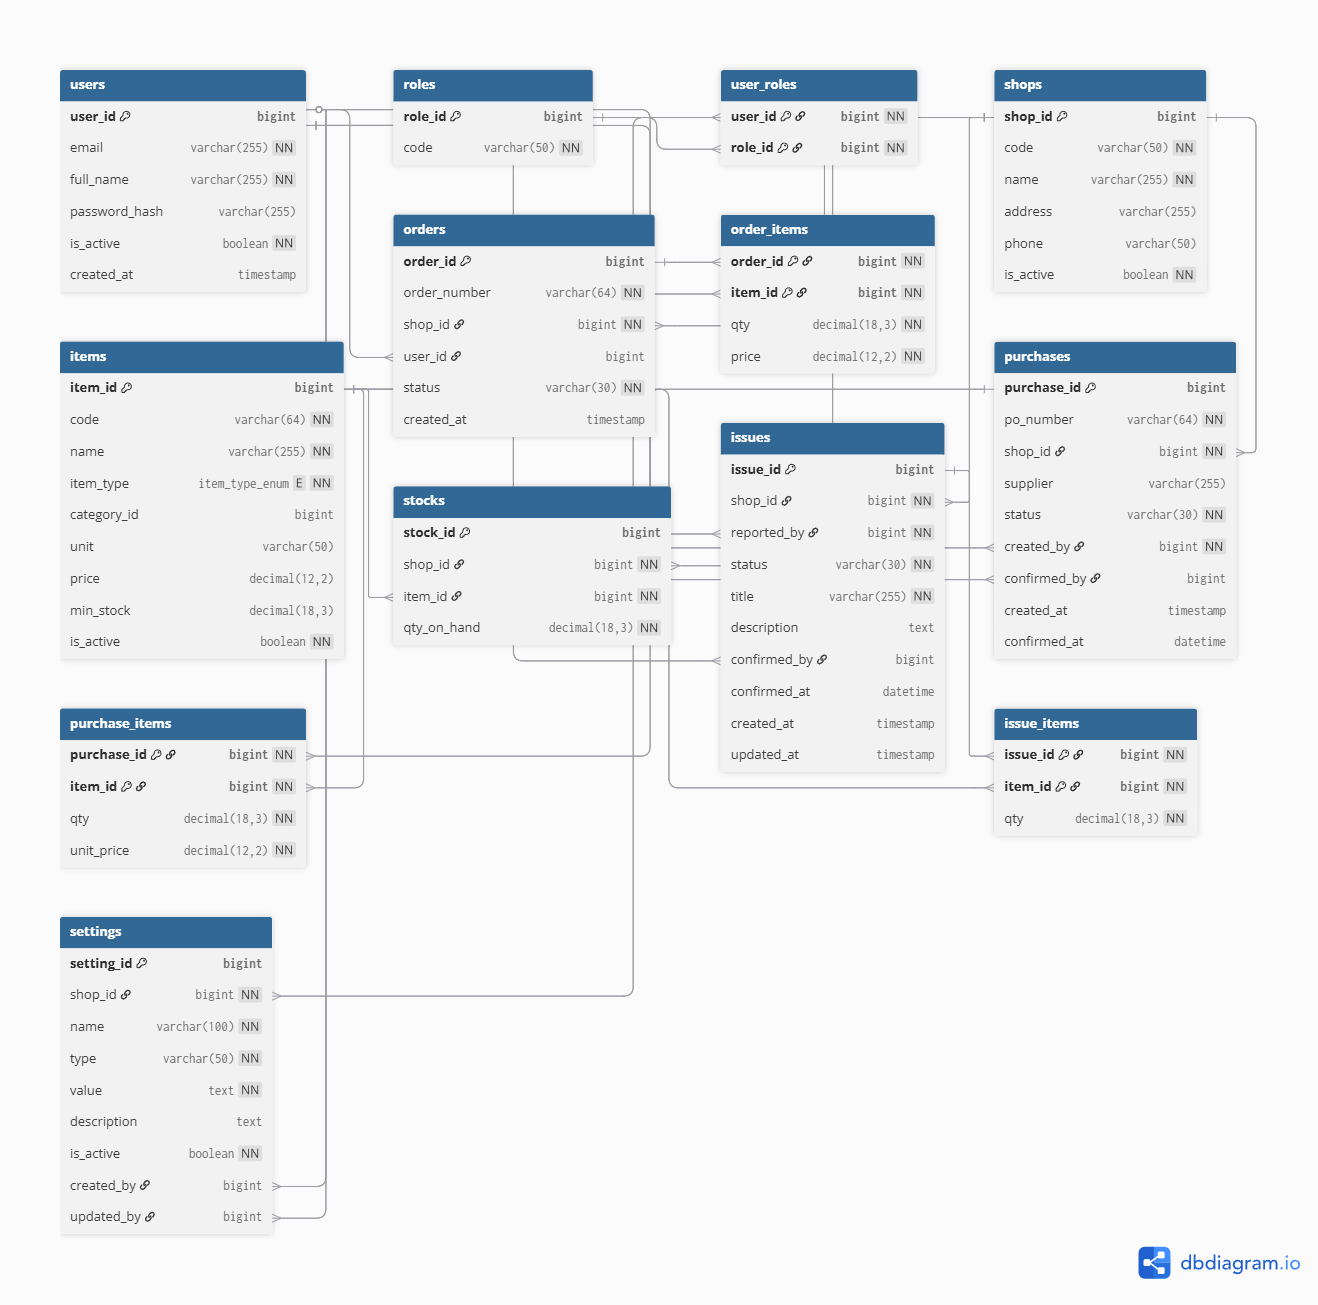 users
user_id bigint
email varchar(255) NN
full_name varchar(255) NN
password_hash varchar(255)
is_active boolean NN
created_at timestamp
roles
role_id bigint
code varchar(50) NN
user_roles
user_id bigint NN
role_id bigint NN
shops
shop_id bigint
code varchar(50) NN
name varchar(255) NN
address varchar(255)
phone varchar(50)
is_active boolean NN
orders
order_id bigint
order_number varchar(64) NN
shop_id bigint NN
user_id bigint
status varchar(30) NN
created_at timestamp
order_items
order_id bigint NN
item_id bigint NN
qty decimal(18,3) NN
price decimal(12,2) NN
items
item_id bigint
code varchar(64) NN
name varchar(255) NN
item_type item_type_enum E NN
category_id bigint
unit varchar(50)
price decimal(12,2)
min_stock decimal(18,3)
is_active boolean NN
purchases
purchase_id bigint
po_number varchar(64) NN
shop_id bigint NN
supplier varchar(255)
status varchar(30) NN
created_by bigint NN
confirmed_by bigint
created_at timestamp
confirmed_at datetime
issues
issue_id bigint
shop_id bigint NN
reported_by bigint NN
status varchar(30) NN
title varchar(255) NN
description text
confirmed_by bigint
confirmed_at datetime
created_at timestamp
updated_at timestamp
stocks
stock_id bigint
shop_id bigint NN
item_id bigint NN
qty_on_hand decimal(18,3) NN
purchase_items
purchase_id bigint NN
item_id bigint NN
qty decimal(18,3) NN
unit_price decimal(12,2) NN
issue_items
issue_id bigint NN
item_id bigint NN
qty decimal(18,3) NN
settings
setting_id bigint
shop_id bigint NN
name varchar(100) NN
type varchar(50) NN
value text NN
description text
is_active boolean NN
created_by bigint
updated_by bigint
dbdiagram.io